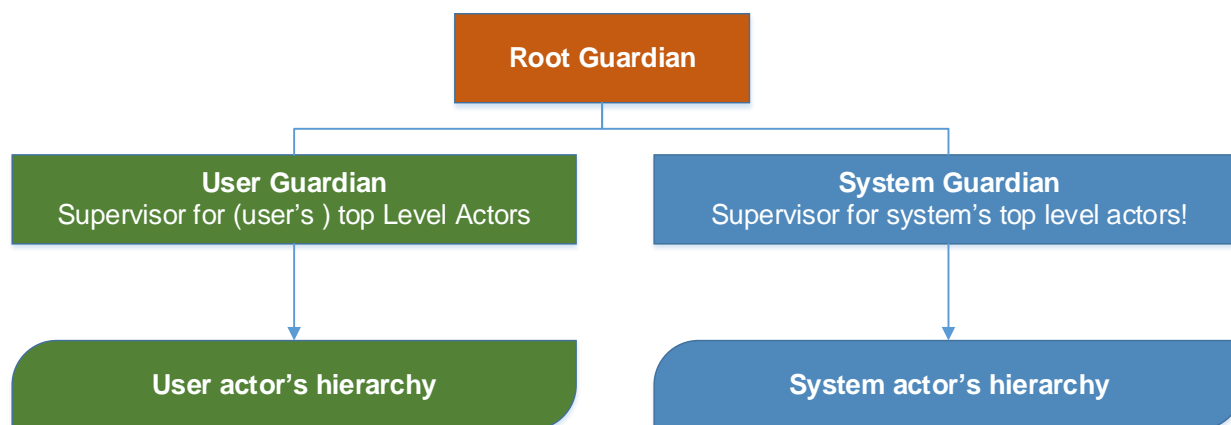 Root Guardian
User Guardian
Supervisor for (user’s ) top Level Actors
System Guardian
Supervisor for system’s top level actors!
User actor’s hierarchy
System actor’s hierarchy